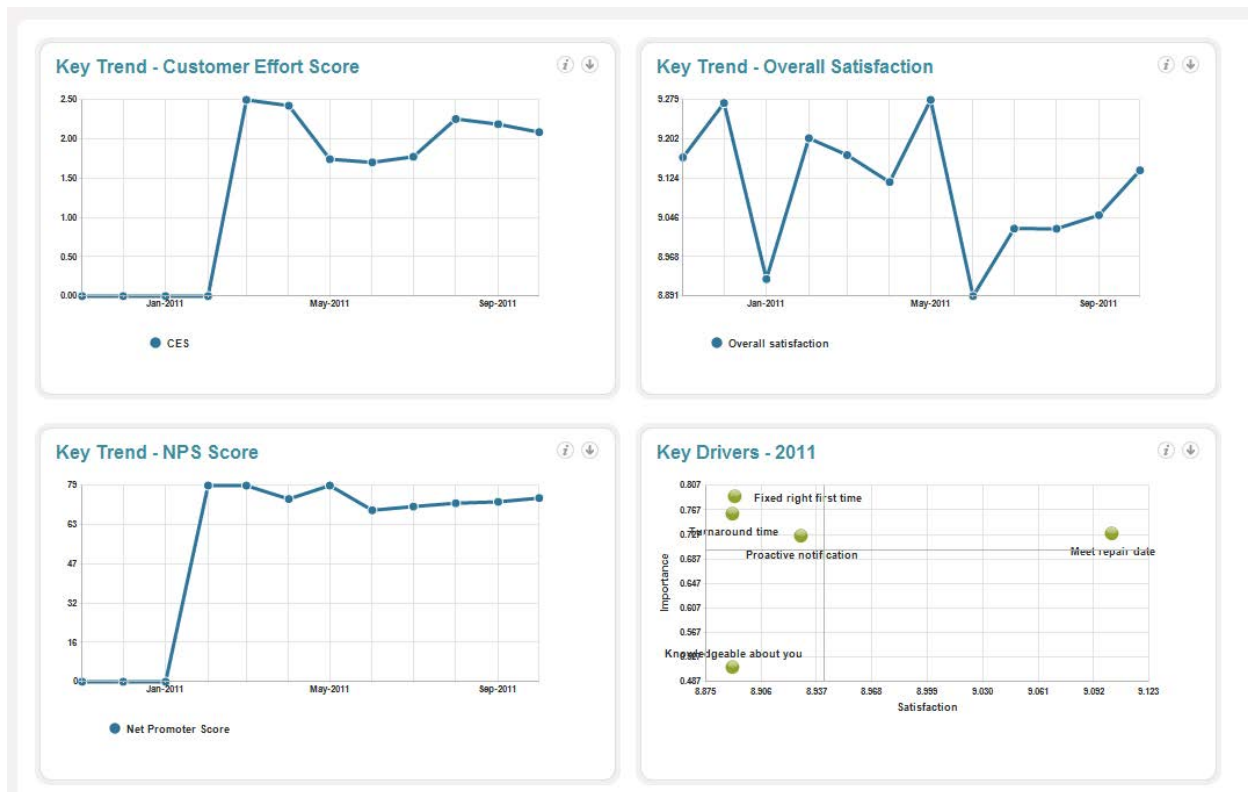 Key Trend - Customer Effort Score
2.50
2.00
1.50
1.00
0.50
0.00
Jan-2011 May-2011 Sep-2011
CES
Key Trend - Overall Satisfaction
9.279
9.202
9.124
9.046
8.968
8.891
Jan-2011 May-2011 Sep-2011
Overall satisfaction
Key Trend - NPS Score
79
63
47
32
16
0
Jan-2011 May-2011 Sep-2011
Net Promoter Score
Key Drivers - 2011
Importance
0.807
Fixed right first time
0.767
Turnaround time
0.727
Proactive notification
Meet repair date
0.687
0.647
0.607
0.567
Knowledgeable about you
0.527
0.487
8.875 8.906 8.937 8.968 8.999 9.030 9.061 9.092 9.123
Satisfaction